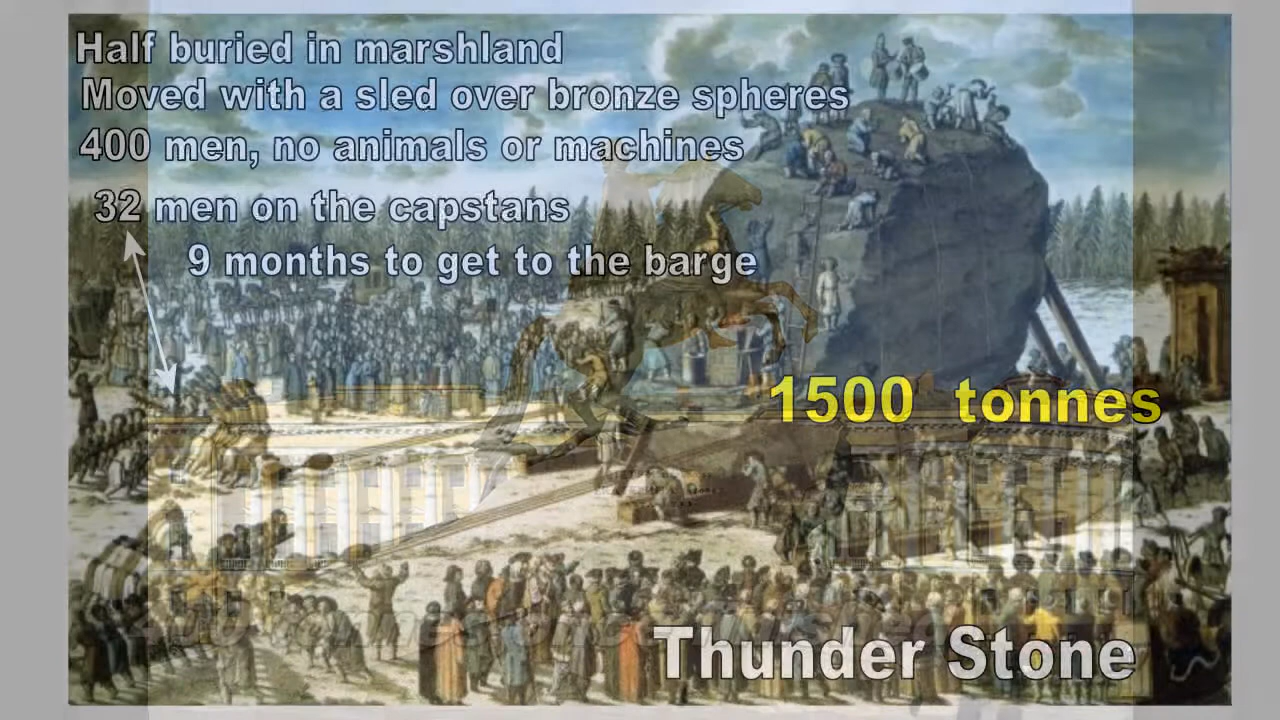 Half buried in marshland
Moved with a sled over bronze spheres
400 men, no animals or machines
32 men on the capstans
9 months to get to the barge
1500 tonnes
Thunder Stone